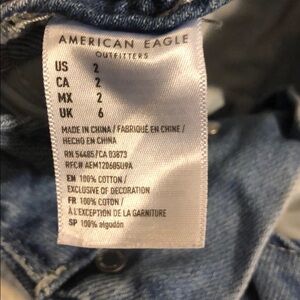 AMERICAN EAGLE
OUTFITTERS
US 2
CA 2
MX 2
UK 6
MADE IN CHINA / FABRIQUÉ EN CHINE /
HECHO EN CHINA
RN 54485/CA 03873
RFC# AEM120605U9A
EN 100% COTTON /
EXCLUSIVE OF DECORATION
FR 100% COTON /
À L'EXCEPTION DE LA GARNITURE
SP 100% algodón